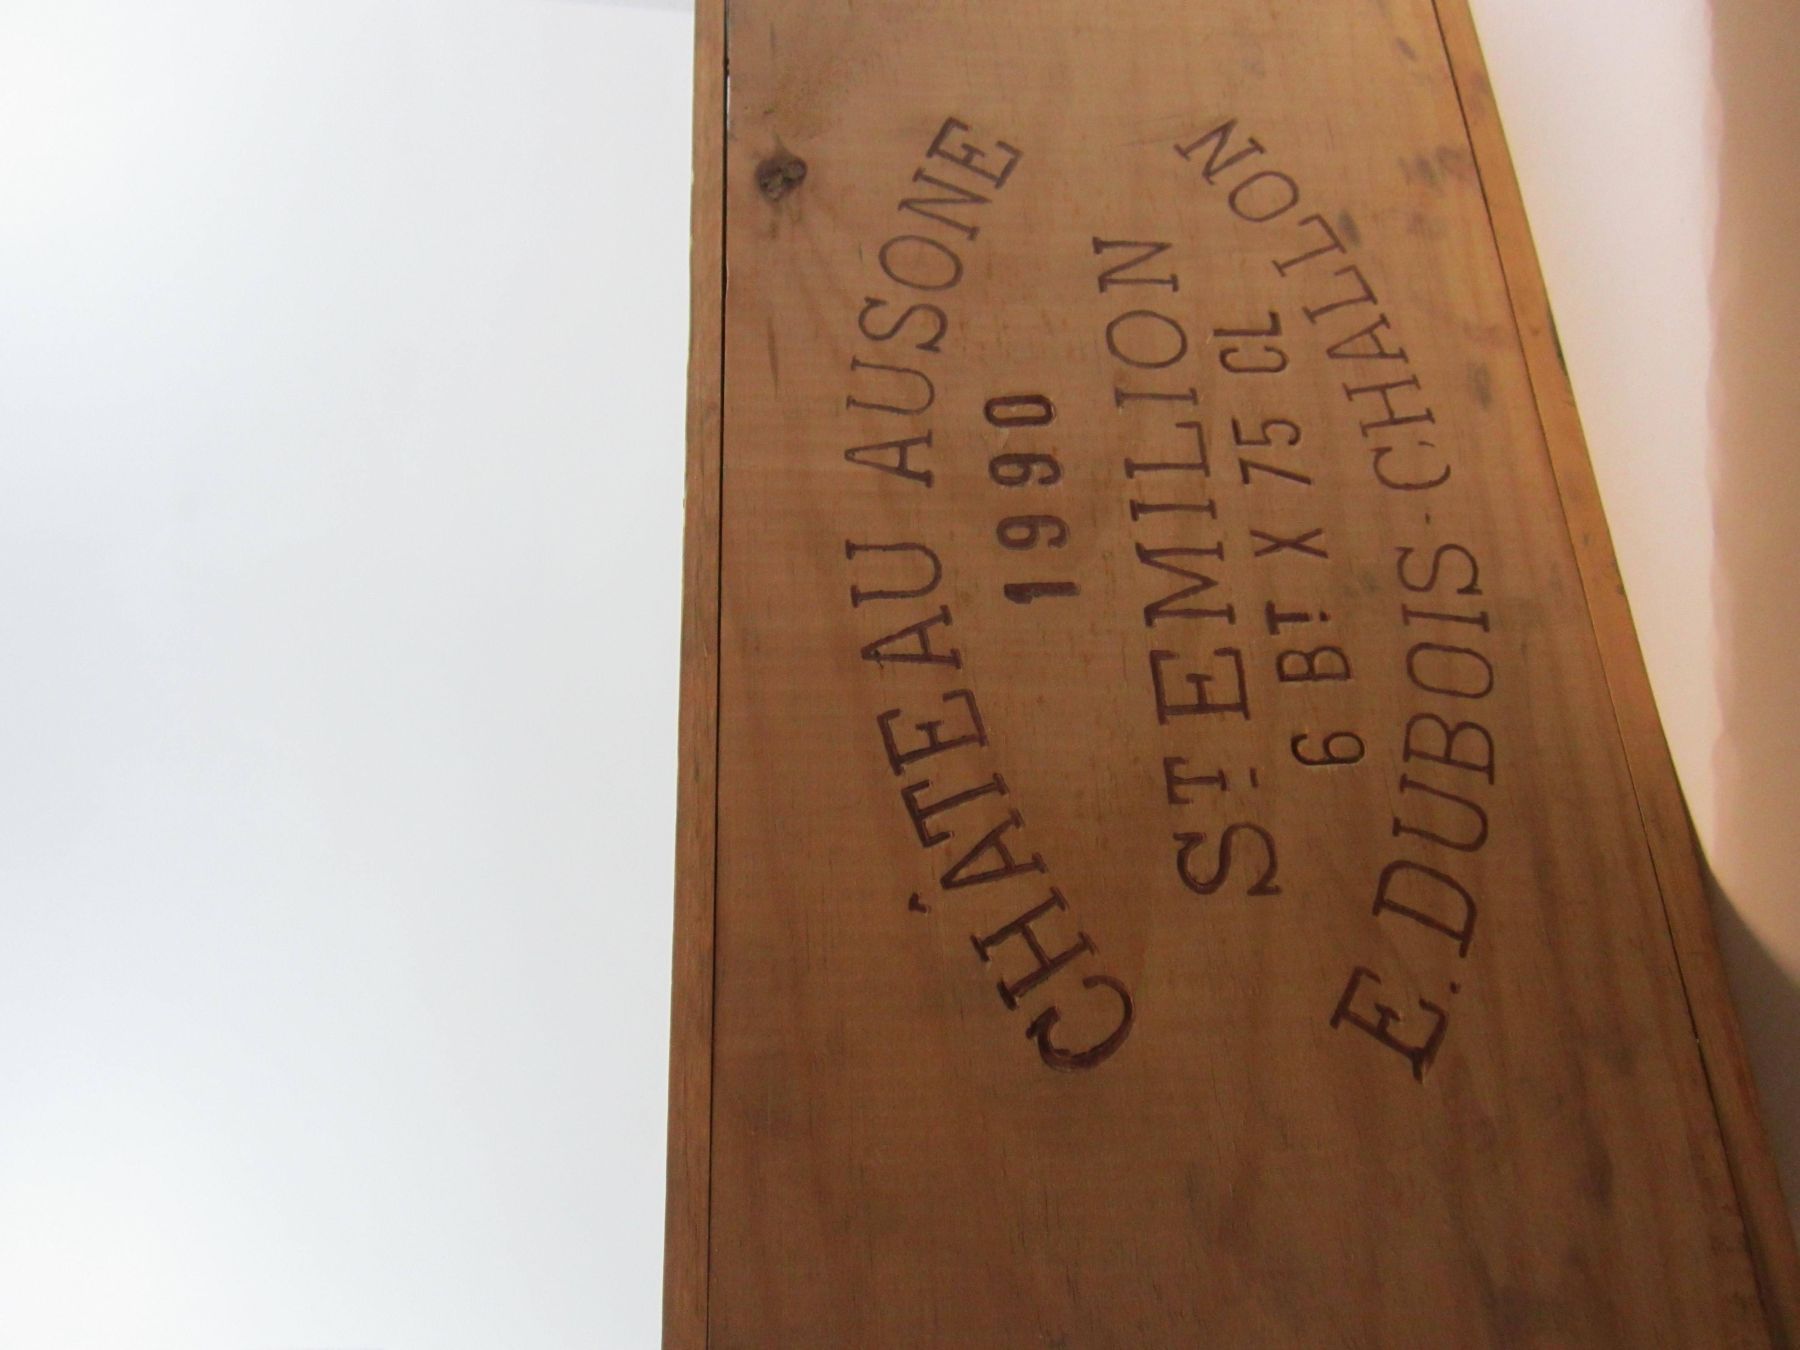 CHÂTEAU AUSONE
1990
ST EMILION
6 BT X 75 CL
E. DUBOIS-CHALLON